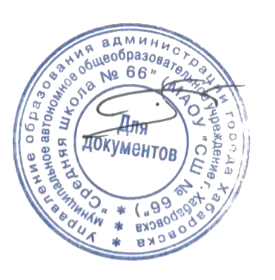 Управление образования администрации города Хабаровска
муниципальное автономное общеобразовательное учреждение г. Хабаровска
"Средняя школа № 66" (МАОУ "СШ № 66")
Для
документов